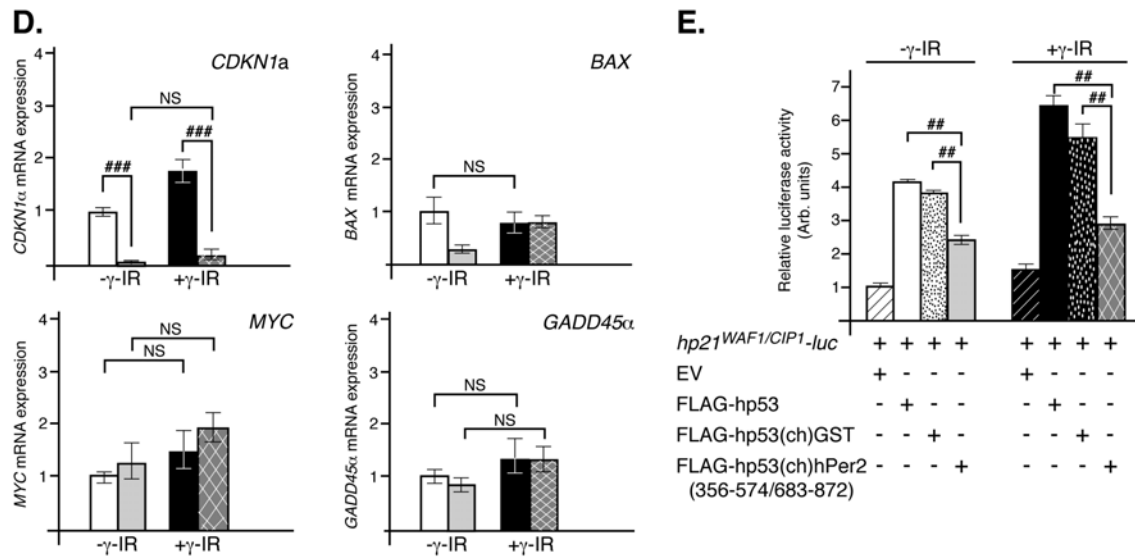 D.
CDKN1a
CDKN1α mRNA expression
4
3
2
1
NS
###
###
-γ-IR +γ-IR
BAX
BAX mRNA expression
4
3
2
1
NS
-γ-IR +γ-IR
MYC
MYC mRNA expression
4
3
2
1
NS
NS
-γ-IR +γ-IR
GADD45α
GADD45α mRNA expression
4
3
2
1
NS
NS
-γ-IR +γ-IR
E.
-γ-IR +γ-IR
Relative luciferase activity
(Arb. units)
7
6
5
4
3
2
1
##
##
##
##
hp21WAF1/CIP1-luc + + + + + + + +
EV + - - - + - - -
FLAG-hp53 - + - - - + - -
FLAG-hp53(ch)GST - - + - - - + -
FLAG-hp53(ch)hPer2 - - - + - - - +
(356-574/683-872)